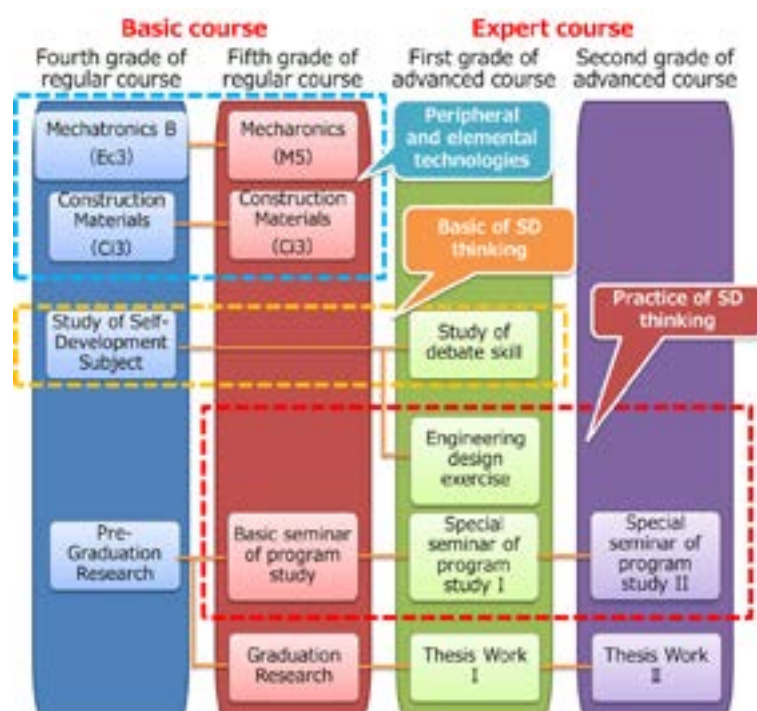 Basic course
Expert course
Fourth grade of
regular course
Fifth grade of
regular course
First grade of
advanced course
Second grade of
advanced course
Mechatronics B
(Ec3)
Mecharonics
(M5)
Peripheral
and elemental
technologies
Construction
Materials
(Ci3)
Construction
Materials
(Ci3)
Basic of SD
thinking
Practice of SD
thinking
Study of Self-
Development
Subject
Study of
debate skill
Engineering
design
exercise
Pre-
Graduation
Research
Basic seminar
of program
study
Special
seminar of
program
study I
Special
seminar of
program
study II
Graduation
Research
Thesis Work
I
Thesis Work
II